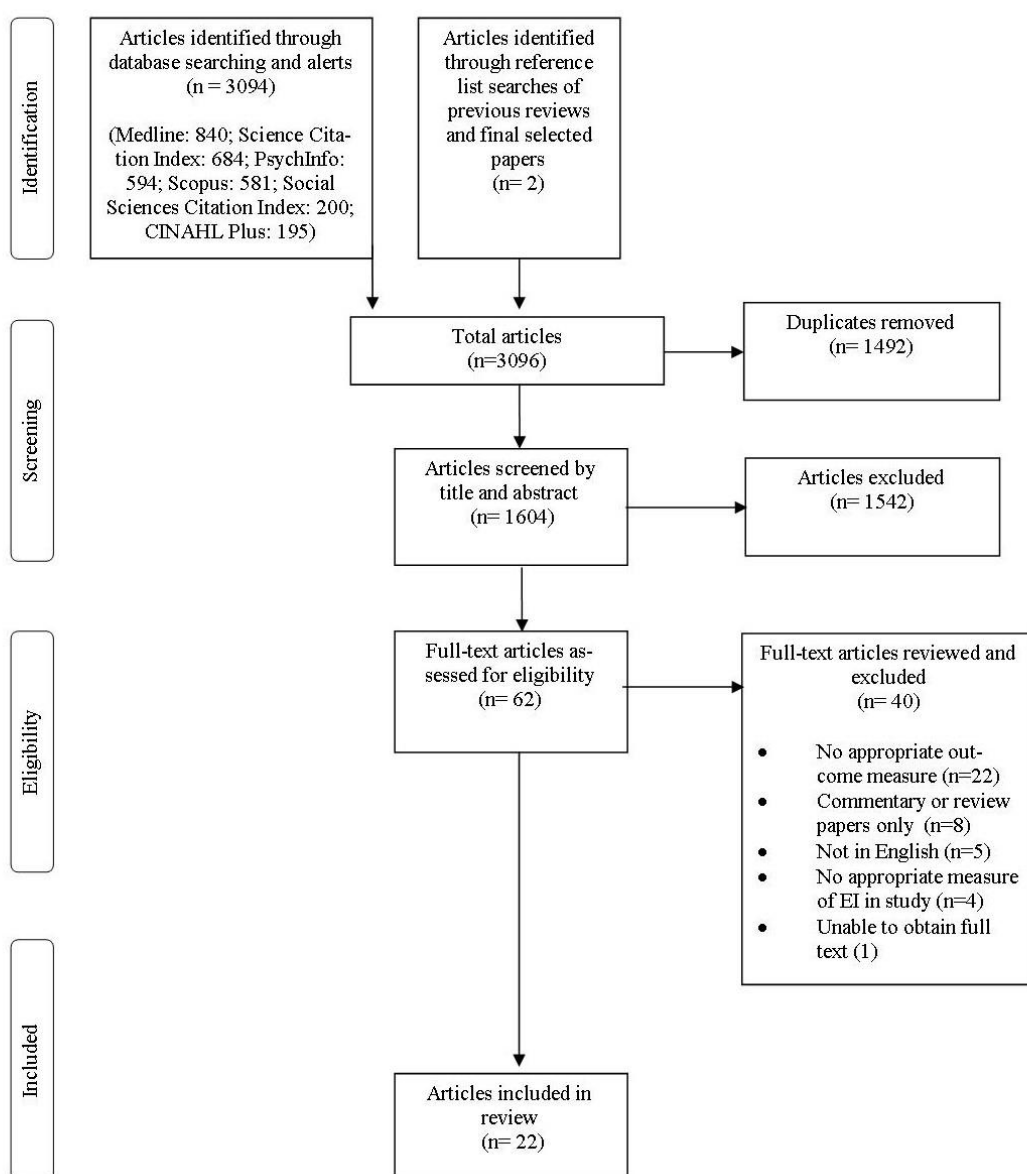 Identification
Articles identified through
database searching and alerts
(n = 3094)
(Medline: 840; Science Cita-
tion Index: 684; PsychInfo:
594; Scopus: 581; Social
Sciences Citation Index: 200;
CINAHL Plus: 195)
Articles identified
through reference
list searches of
previous reviews
and final selected
papers
(n= 2)
Screening
Total articles
(n=3096)
Duplicates removed
(n= 1492)
Articles screened by
title and abstract
(n= 1604)
Articles excluded
(n= 1542)
Eligibility
Full-text articles as-
sessed for eligibility
(n= 62)
Full-text articles reviewed and
excluded
(n= 40)
• No appropriate out-
come measure (n=22)
• Commentary or review
papers only (n=8)
• Not in English (n=5)
• No appropriate measure
of EI in study (n=4)
• Unable to obtain full
text (1)
Included
Articles included in
review
(n= 22)